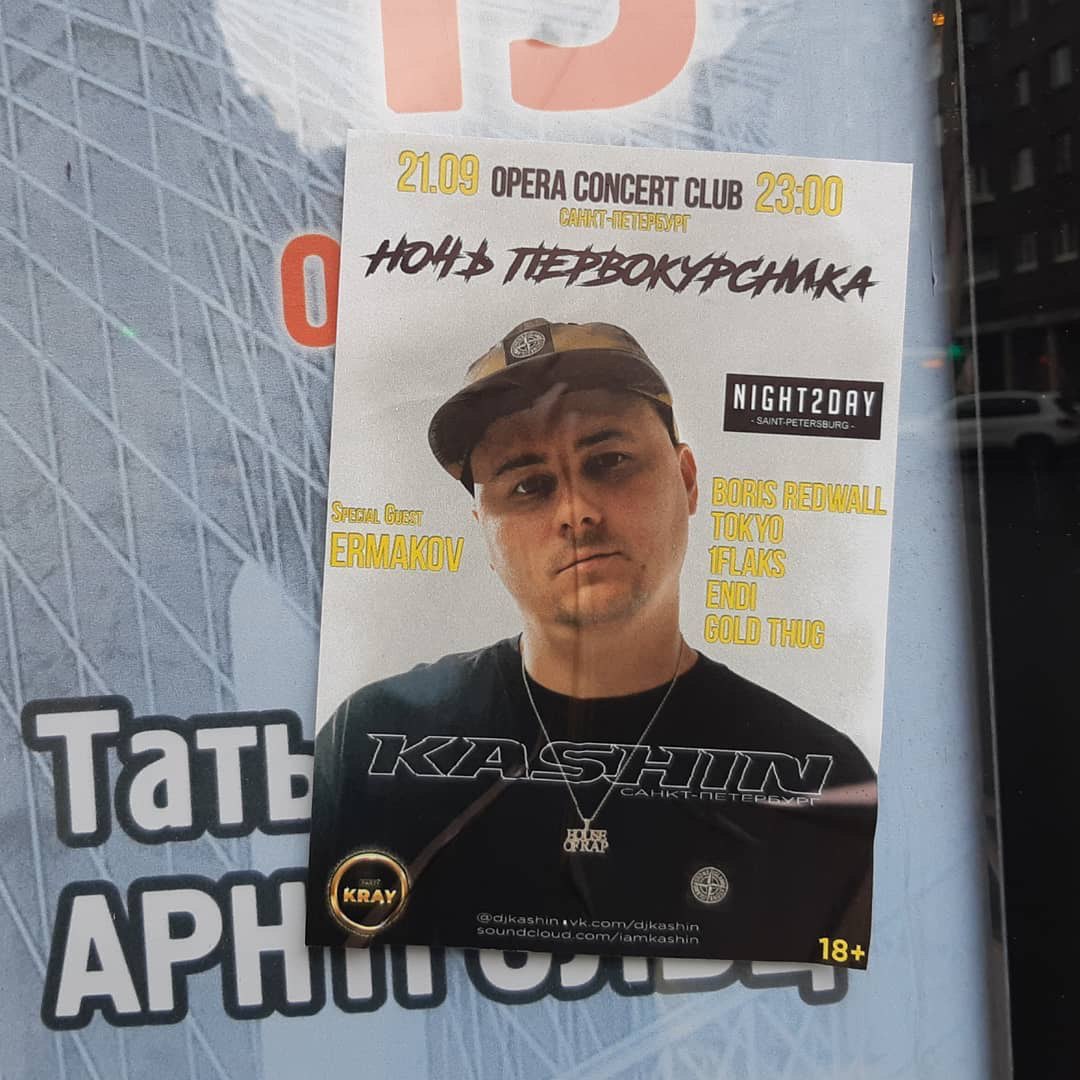 21.09 OPERA CONCERT CLUB 23:00
САНКТ-ПЕТЕРБУРГ
НОЧЬ ПЕРВОКУРСНИКА
NIGHT2DAY
- SAINT-PETERSBURG -
SPECIAL GUEST
ERMAKOV
BORIS REDWALL
TOKYO
1FLAKS
ENDI
GOLD THUG
KASHIN
САНКТ-ПЕТЕРБУРГ
HOUSE
OF RAP
PARTY
KRAY
@djkashin vk.com/djkashin
soundcloud.com/iamkashin
18+
Тать